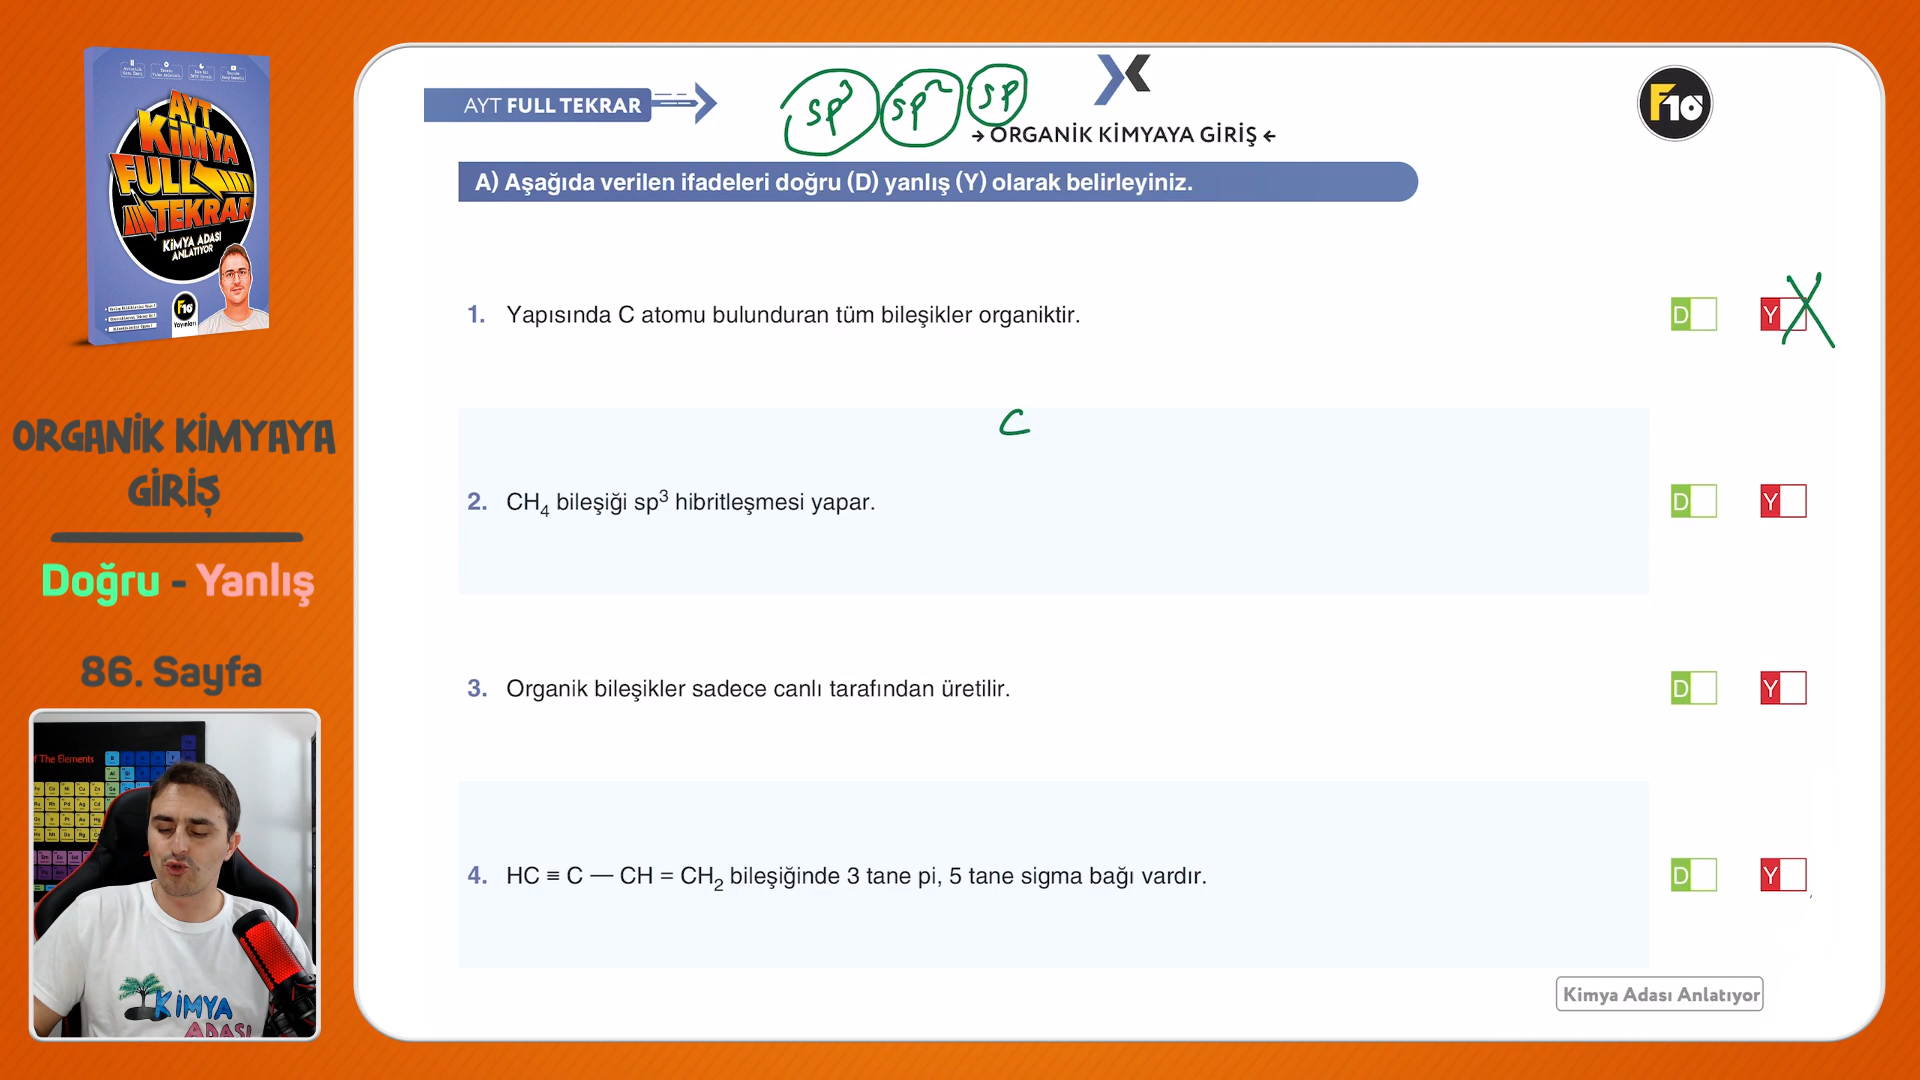 AYT
KİMYA
FULL
TEKRAR
KİMYA ADASI
ANLATIYOR
F10
Yayınları
ORGANİK KİMYAYA
GİRİŞ
Doğru - Yanlış
86. Sayfa
The Elements
KİMYA
ADASI
AYT FULL TEKRAR
sp³ sp² sp
→ ORGANİK KİMYAYA GİRİŞ ←
F10
A) Aşağıda verilen ifadeleri doğru (D) yanlış (Y) olarak belirleyiniz.
1. Yapısında C atomu bulunduran tüm bileşikler organiktir. D Y X
C
2. CH₄ bileşiği sp³ hibritleşmesi yapar. D Y
3. Organik bileşikler sadece canlı tarafından üretilir. D Y
4. HC ≡ C — CH = CH₂ bileşiğinde 3 tane pi, 5 tane sigma bağı vardır. D Y
Kimya Adası Anlatıyor